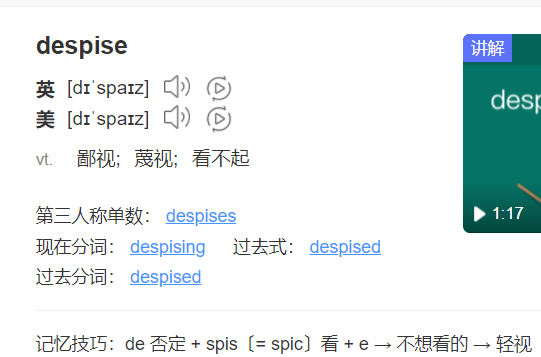 despise
讲解
英 [dɪˈspaɪz]
美 [dɪˈspaɪz]
desp
vt. 鄙视；蔑视；看不起
1:17
第三人称单数： despises
现在分词： despising 过去式： despised
过去分词： despised
记忆技巧：de 否定 + spis〔= spic〕看 + e → 不想看的 → 轻视